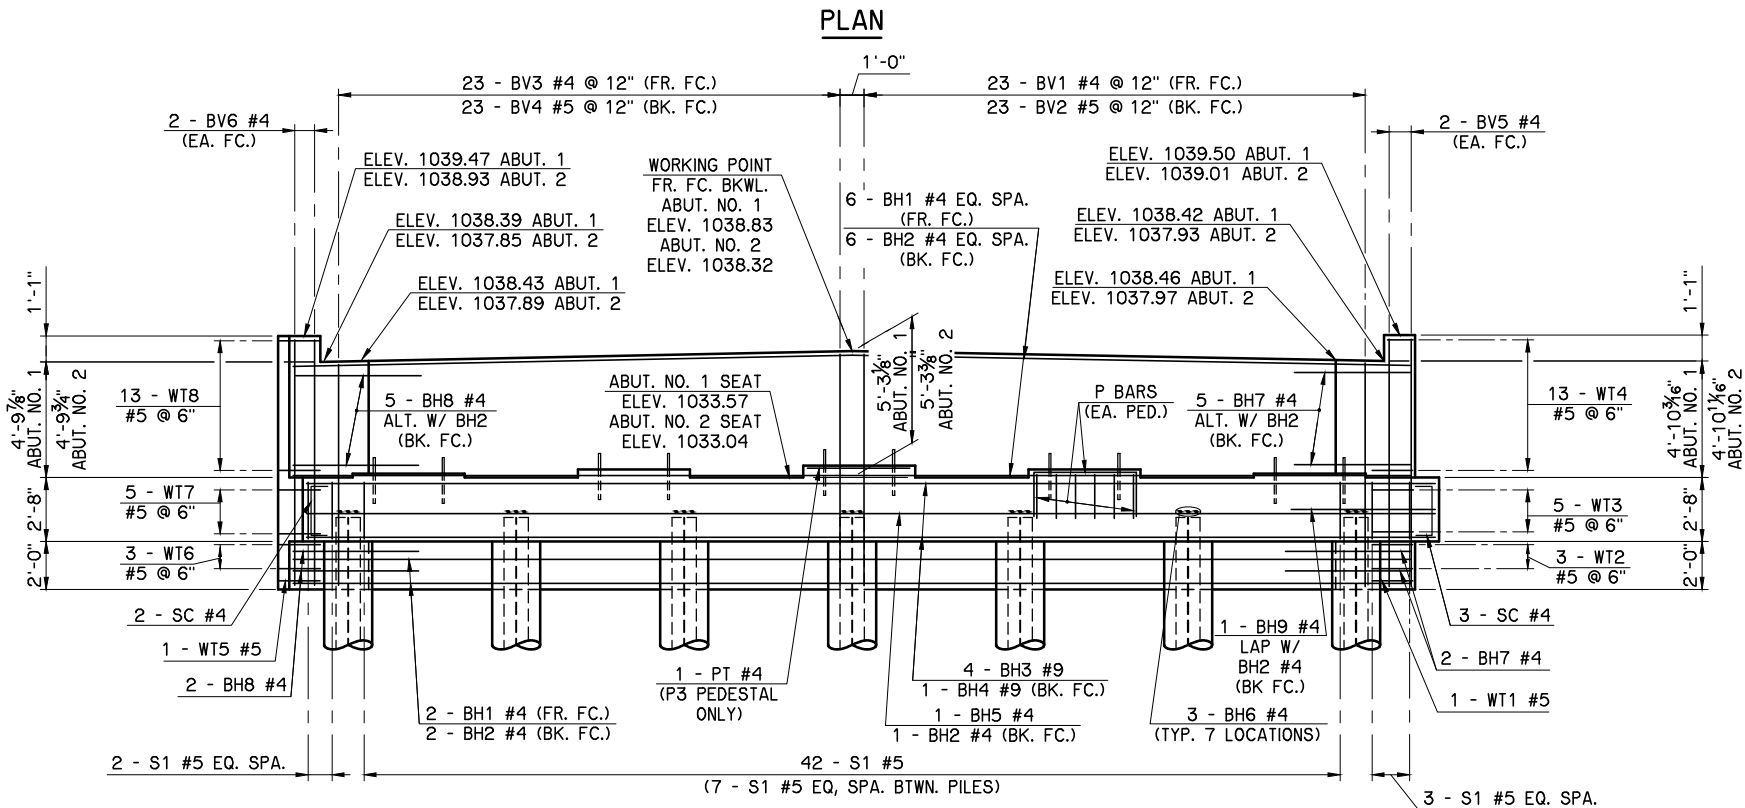 PLAN
1'-0"
23 - BV3 #4 @ 12" (FR. FC.)
23 - BV4 #5 @ 12" (BK. FC.)
23 - BV1 #4 @ 12" (FR. FC.)
23 - BV2 #5 @ 12" (BK. FC.)
2 - BV6 #4
(EA. FC.)
2 - BV5 #4
(EA. FC.)
ELEV. 1039.47 ABUT. 1
ELEV. 1038.93 ABUT. 2
WORKING POINT
FR. FC. BKWL.
ABUT. NO. 1
ELEV. 1038.83
ABUT. NO. 2
ELEV. 1038.32
ELEV. 1039.50 ABUT. 1
ELEV. 1039.01 ABUT. 2
6 - BH1 #4 EQ. SPA.
(FR. FC.)
6 - BH2 #4 EQ. SPA.
(BK. FC.)
ELEV. 1038.39 ABUT. 1
ELEV. 1037.85 ABUT. 2
ELEV. 1038.42 ABUT. 1
ELEV. 1037.93 ABUT. 2
ELEV. 1038.43 ABUT. 1
ELEV. 1037.89 ABUT. 2
ELEV. 1038.46 ABUT. 1
ELEV. 1037.97 ABUT. 2
1'-1"
1'-1"
4'-9⅞"
ABUT. NO. 1
4'-9¾"
ABUT. NO. 2
13 - WT8
#5 @ 6"
5 - BH8 #4
ALT. W/ BH2
(BK. FC.)
ABUT. NO. 1 SEAT
ELEV. 1033.57
ABUT. NO. 2 SEAT
ELEV. 1033.04
5'-3⅛"
ABUT. NO. 1
5'-3⅜"
ABUT. NO. 2
P BARS
(EA. PED.)
5 - BH7 #4
ALT. W/ BH2
(BK. FC.)
13 - WT4
#5 @ 6"
4'-10³⁄₁₆"
ABUT. NO. 1
4'-10¹¹⁄₁₆"
ABUT. NO. 2
2'-8"
5 - WT7
#5 @ 6"
5 - WT3
#5 @ 6"
2'-8"
2'-0"
3 - WT6
#5 @ 6"
3 - WT2
#5 @ 6"
2'-0"
2 - SC #4
1 - WT5 #5
2 - BH8 #4
2 - BH1 #4 (FR. FC.)
2 - BH2 #4 (BK. FC.)
1 - PT #4
(P3 PEDESTAL
ONLY)
4 - BH3 #9
1 - BH4 #9 (BK. FC.)
1 - BH5 #4
1 - BH2 #4 (BK. FC.)
1 - BH9 #4
LAP W/
BH2 #4
(BK FC.)
3 - BH6 #4
(TYP. 7 LOCATIONS)
3 - SC #4
2 - BH7 #4
1 - WT1 #5
2 - S1 #5 EQ. SPA.
42 - S1 #5
(7 - S1 #5 EQ, SPA. BTWN. PILES)
3 - S1 #5 EQ. SPA.